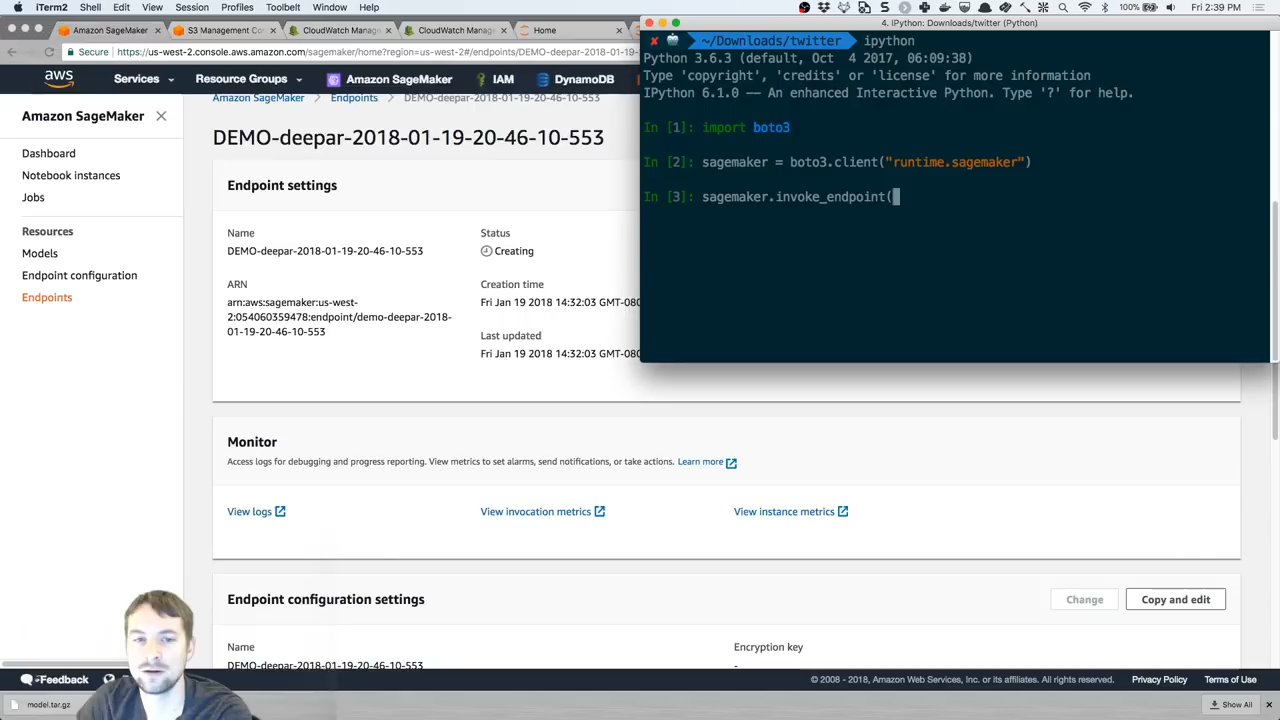 iTerm2 Shell Edit View Session Profiles Toolbelt Window Help
100% Fri 2:39 PM
Amazon SageMaker
S3 Management Con
CloudWatch Manage
CloudWatch Manage
Home
Secure https://us-west-2.console.aws.amazon.com/sagemaker/home?region=us-west-2#/endpoints/DEMO-deepar-2018-01-19-20
4. IPython: Downloads/twitter (Python)
~/Downloads/twitter ipython
Python 3.6.3 (default, Oct 4 2017, 06:09:38)
Type 'copyright', 'credits' or 'license' for more information
IPython 6.1.0 -- An enhanced Interactive Python. Type '?' for help.
In [1]: import boto3
In [2]: sagemaker = boto3.client("runtime.sagemaker")
In [3]: sagemaker.invoke_endpoint(
aws Services Resource Groups Amazon SageMaker IAM DynamoDB
Amazon SageMaker
Dashboard
Notebook instances
Jobs
Resources
Models
Endpoint configuration
Endpoints
Amazon SageMaker > Endpoints > DEMO-deepar-2018-01-19-20-46-10-553
DEMO-deepar-2018-01-19-20-46-10-553
Endpoint settings
Name
DEMO-deepar-2018-01-19-20-46-10-553
Status
Creating
ARN
arn:aws:sagemaker:us-west-
2:054060359478:endpoint/demo-deepar-2018-
01-19-20-46-10-553
Creation time
Fri Jan 19 2018 14:32:03 GMT-080
Last updated
Fri Jan 19 2018 14:32:03 GMT-080
Monitor
Access logs for debugging and progress reporting. View metrics to set alarms, send notifications, or take actions. Learn more
View logs
View invocation metrics
View instance metrics
Endpoint configuration settings
Change
Copy and edit
Name
DEMO-deepar-2018-01-19-20-46-10-553
Encryption key
-
Feedback
© 2008 - 2018, Amazon Web Services, Inc. or its affiliates. All rights reserved. Privacy Policy Terms of Use
model.tar.gz
Show All